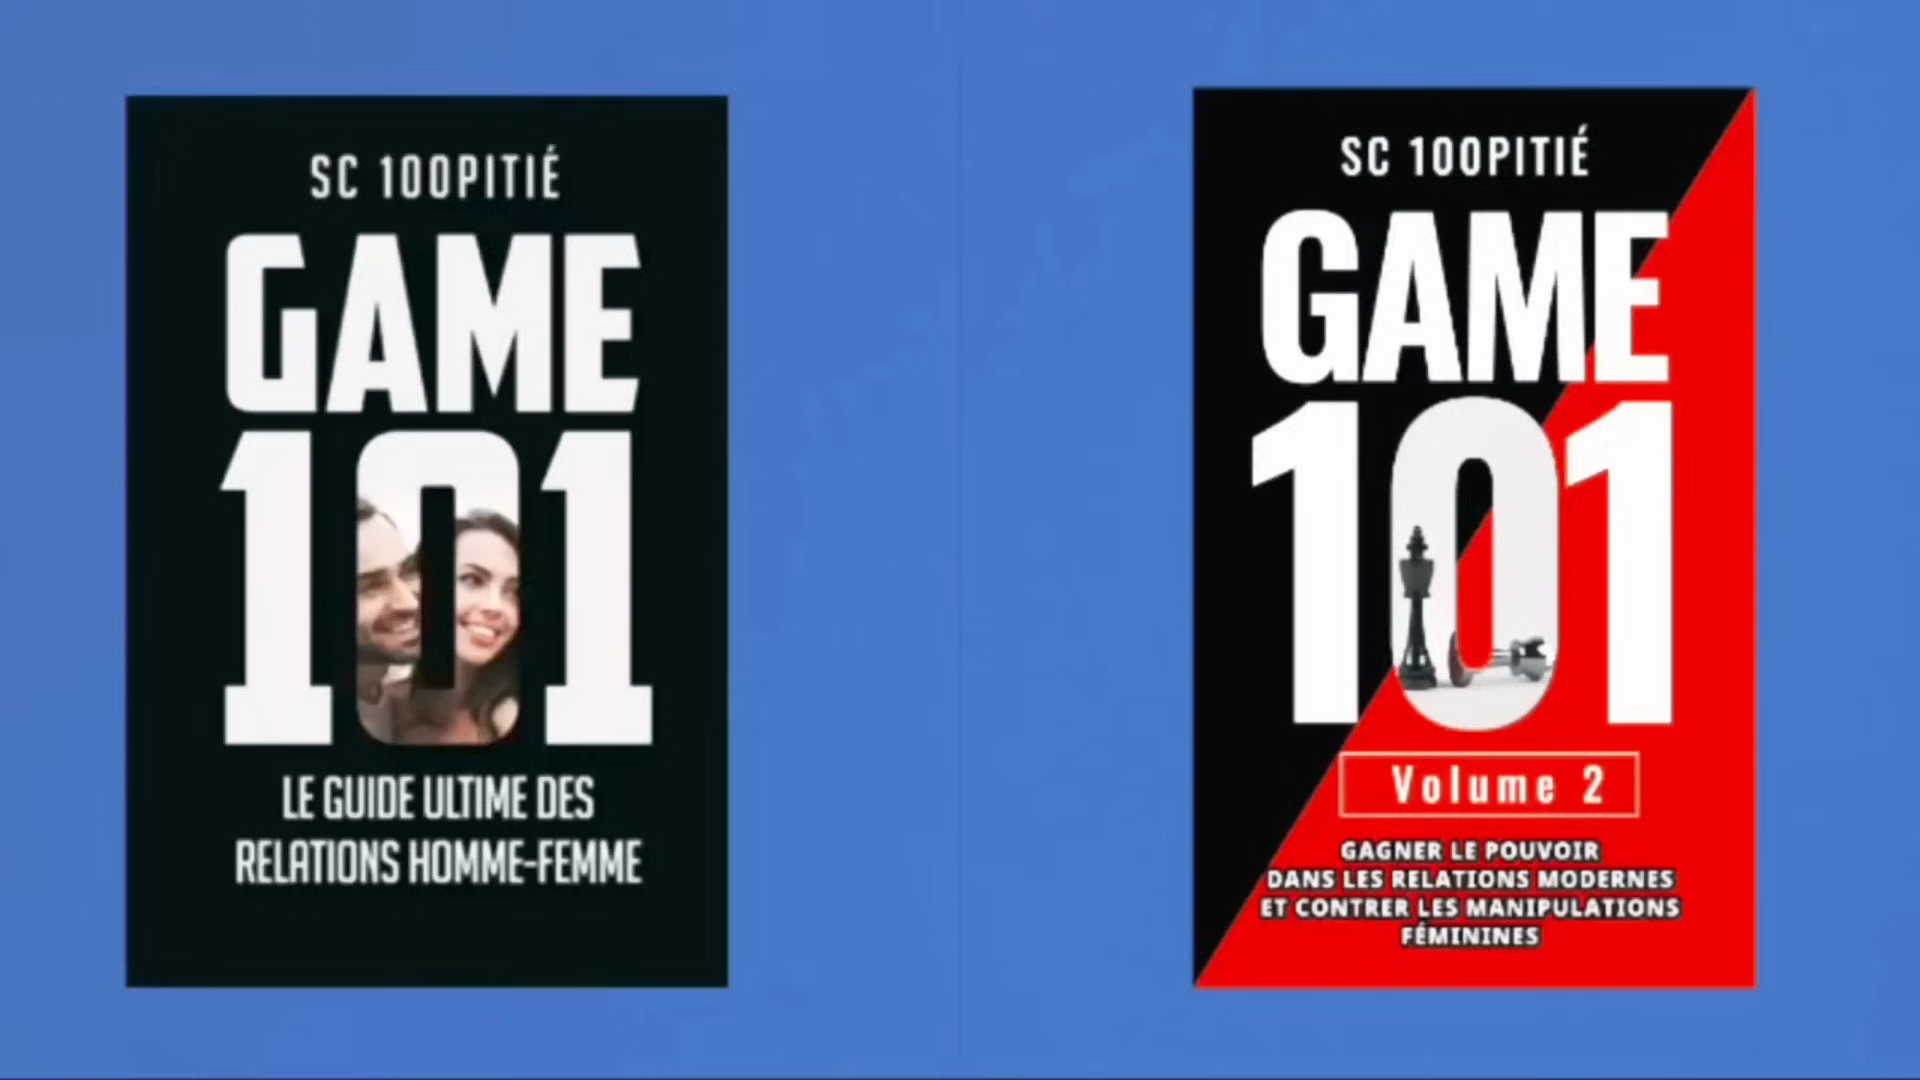 SC 100PITIÉ
GAME
101
LE GUIDE ULTIME DES
RELATIONS HOMME-FEMME
SC 100PITIÉ
GAME
101
Volume 2
GAGNER LE POUVOIR
DANS LES RELATIONS MODERNES
ET CONTRER LES MANIPULATIONS
FÉMININES